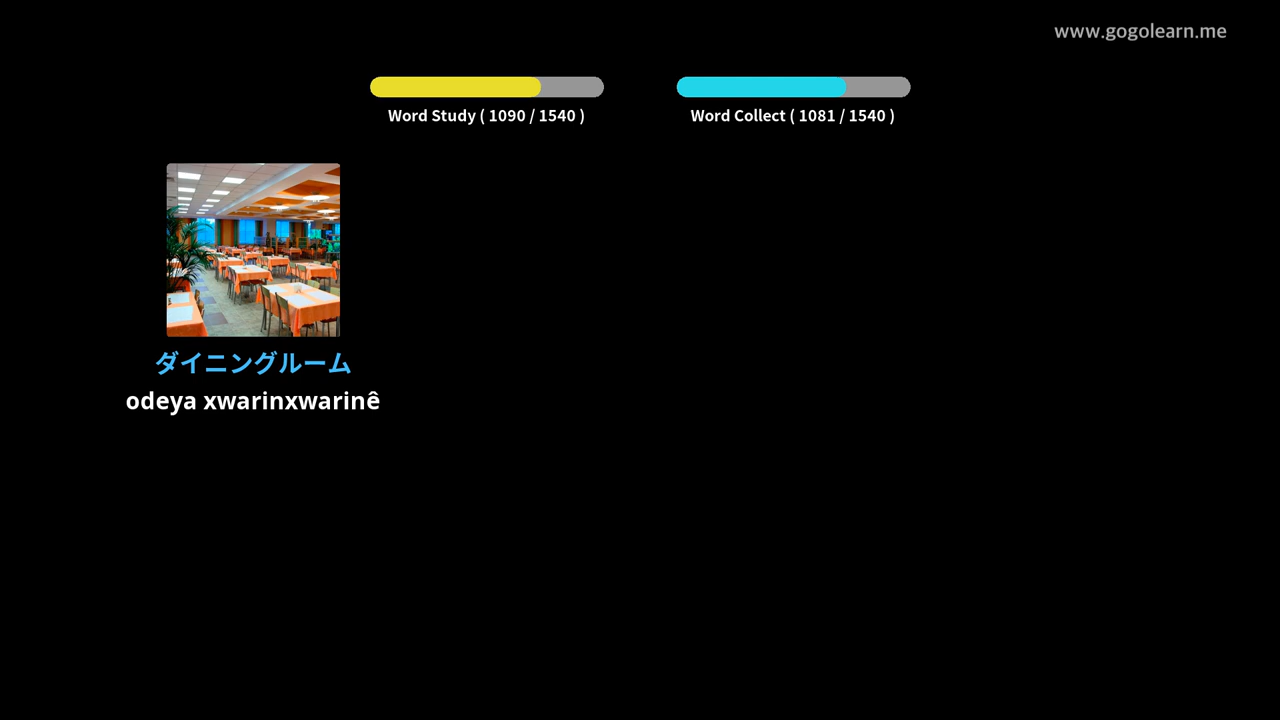 www.gogolearn.me
Word Study ( 1090 / 1540 )
Word Collect ( 1081 / 1540 )
ダイニングルーム
odeya xwarinxwarinê